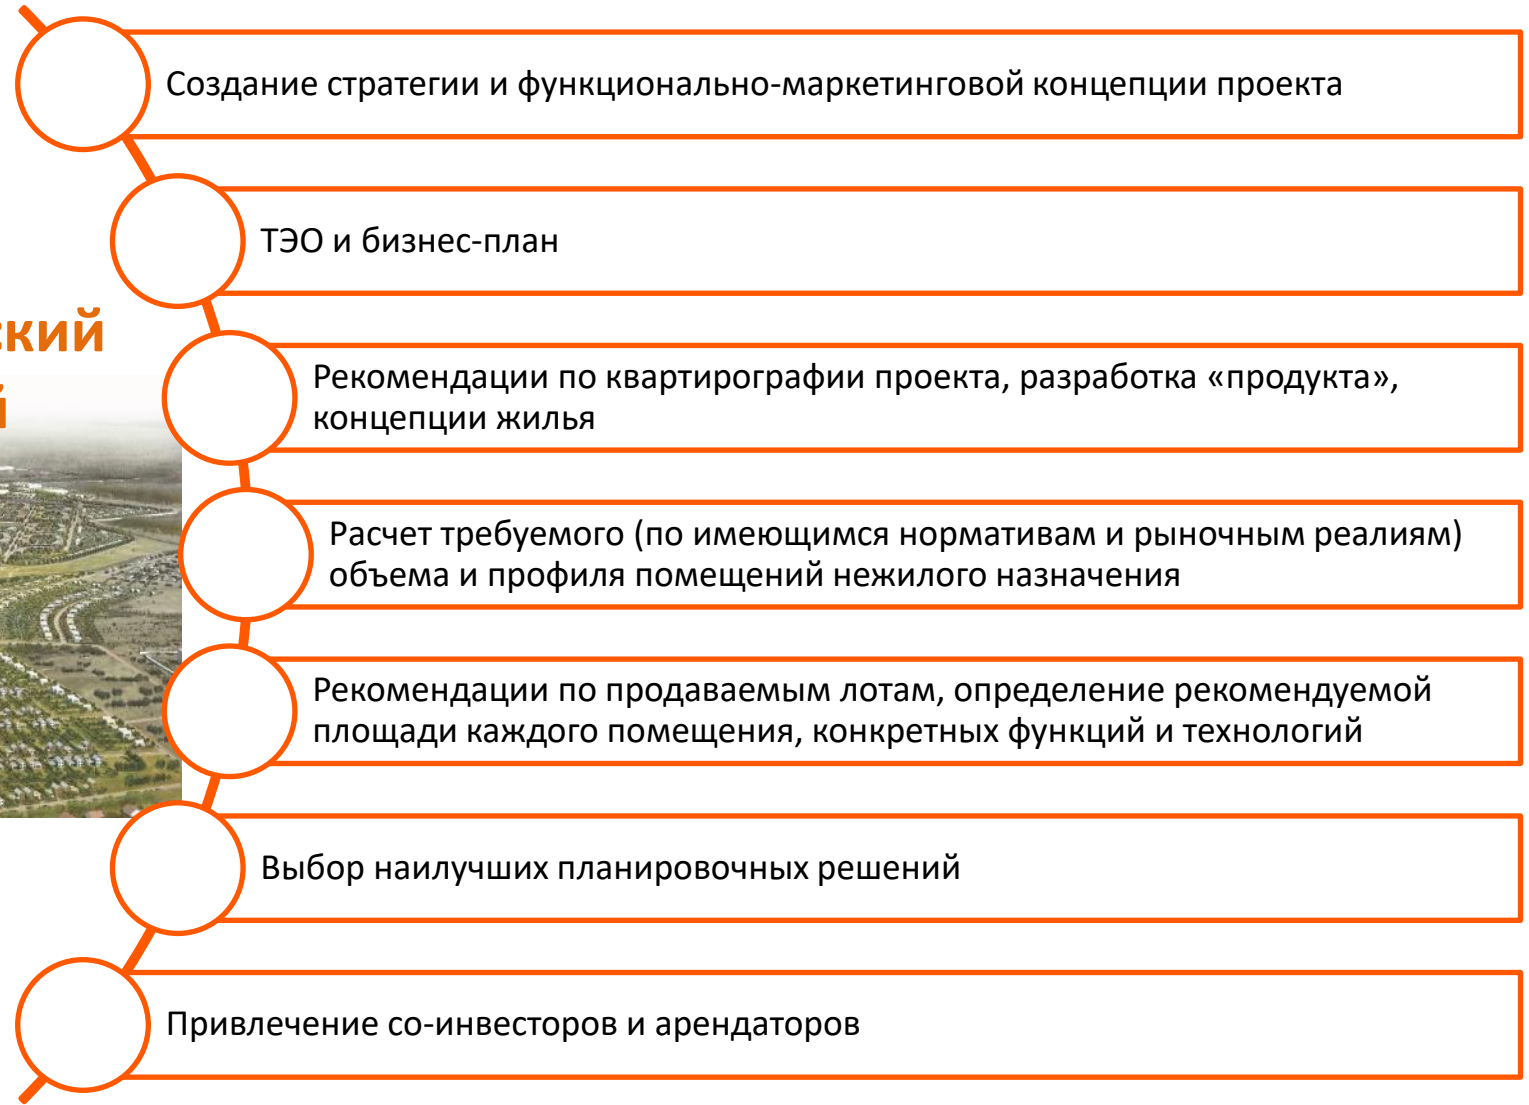 Создание стратегии и функционально-маркетинговой концепции проекта
ТЭО и бизнес-план
Рекомендации по квартирографии проекта, разработка «продукта»,
концепции жилья
Расчет требуемого (по имеющимся нормативам и рыночным реалиям)
объема и профиля помещений нежилого назначения
Рекомендации по продаваемым лотам, определение рекомендуемой
площади каждого помещения, конкретных функций и технологий
Выбор наилучших планировочных решений
Привлечение со-инвесторов и арендаторов